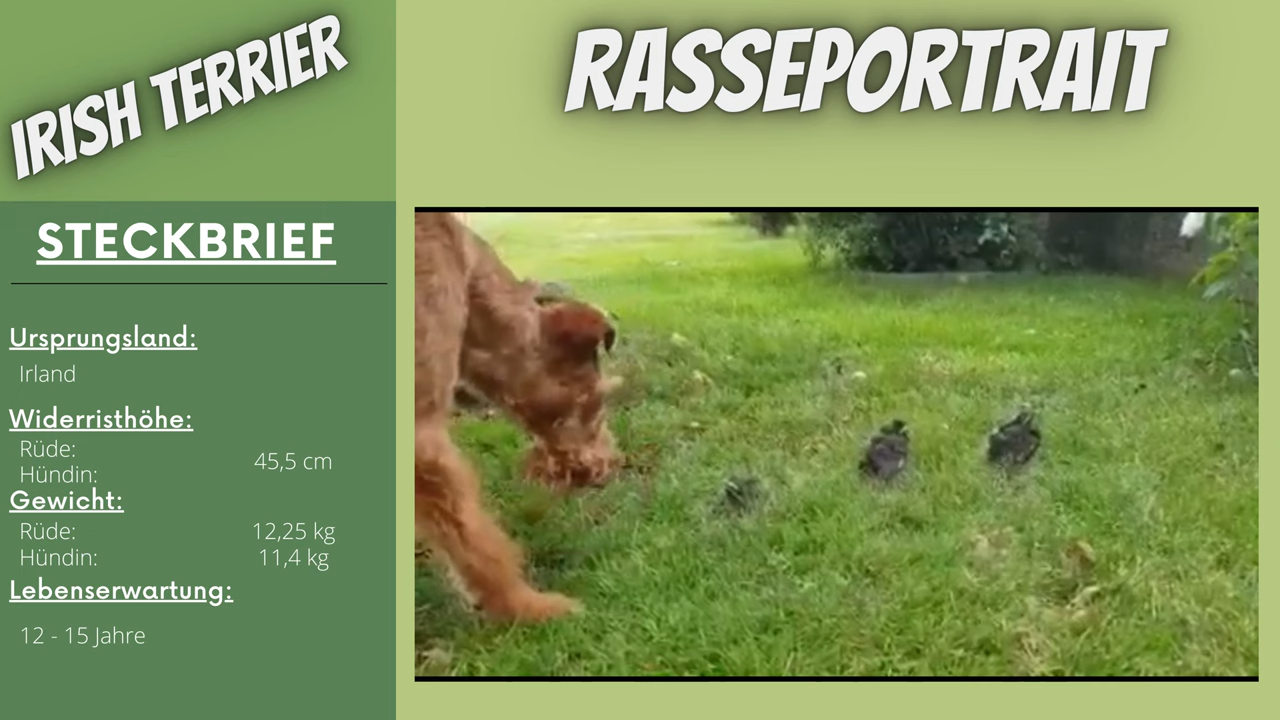 IRISH TERRIER
RASSEPORTRAIT
STECKBRIEF
Ursprungsland:
Irland
Widerristhöhe:
Rüde:
Hündin:
45,5 cm
Gewicht:
Rüde: 12,25 kg
Hündin: 11,4 kg
Lebenserwartung:
12 - 15 Jahre